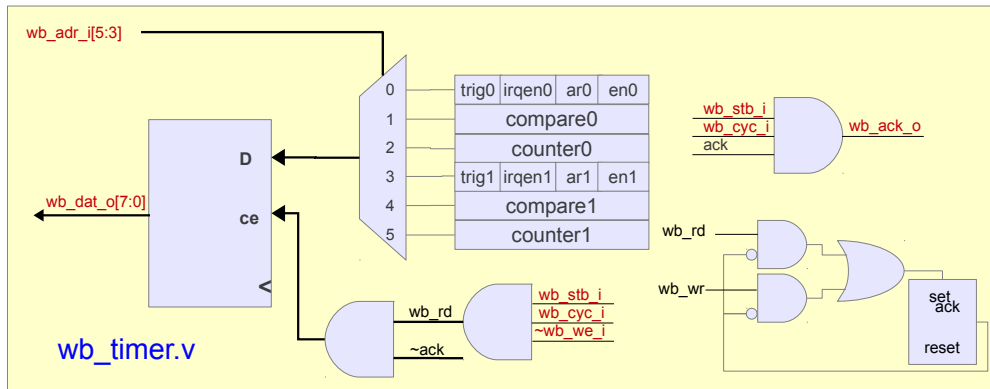 wb_adr_i[5:3]
0 trig0 irqen0 ar0 en0
1 compare0
2 counter0
3 trig1 irqen1 ar1 en1
4 compare1
5 counter1
wb_stb_i
wb_cyc_i
ack
wb_ack_o
D
ce
<
wb_dat_o[7:0]
wb_rd
~ack
wb_stb_i
wb_cyc_i
~wb_we_i
wb_rd
wb_wr
set
ack
reset
wb_timer.v